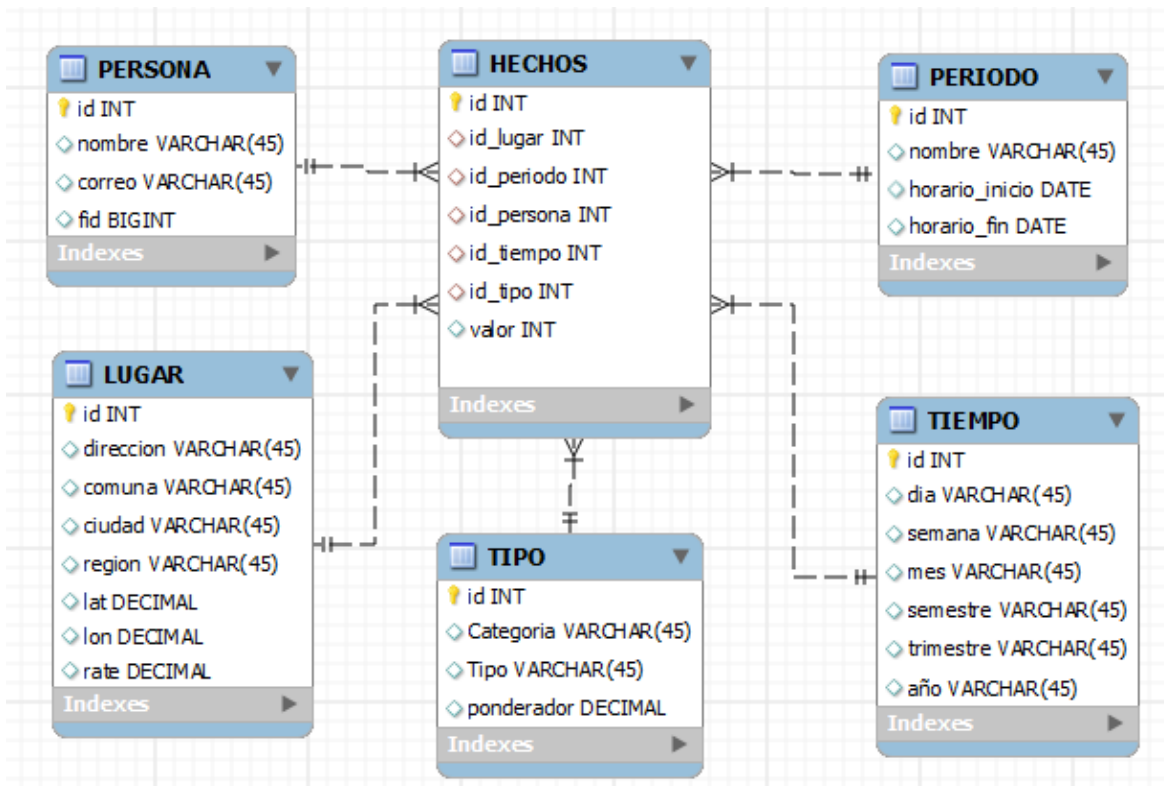 PERSONA
id INT
nombre VARCHAR(45)
correo VARCHAR(45)
fid BIGINT
Indexes
HECHOS
id INT
id_lugar INT
id_periodo INT
id_persona INT
id_tiempo INT
id_tipo INT
valor INT
Indexes
PERIODO
id INT
nombre VARCHAR(45)
horario_inicio DATE
horario_fin DATE
Indexes
LUGAR
id INT
direccion VARCHAR(45)
comuna VARCHAR(45)
ciudad VARCHAR(45)
region VARCHAR(45)
lat DECIMAL
lon DECIMAL
rate DECIMAL
Indexes
TIPO
id INT
Categoria VARCHAR(45)
Tipo VARCHAR(45)
ponderador DECIMAL
Indexes
TIEMPO
id INT
dia VARCHAR(45)
semana VARCHAR(45)
mes VARCHAR(45)
semestre VARCHAR(45)
trimestre VARCHAR(45)
año VARCHAR(45)
Indexes